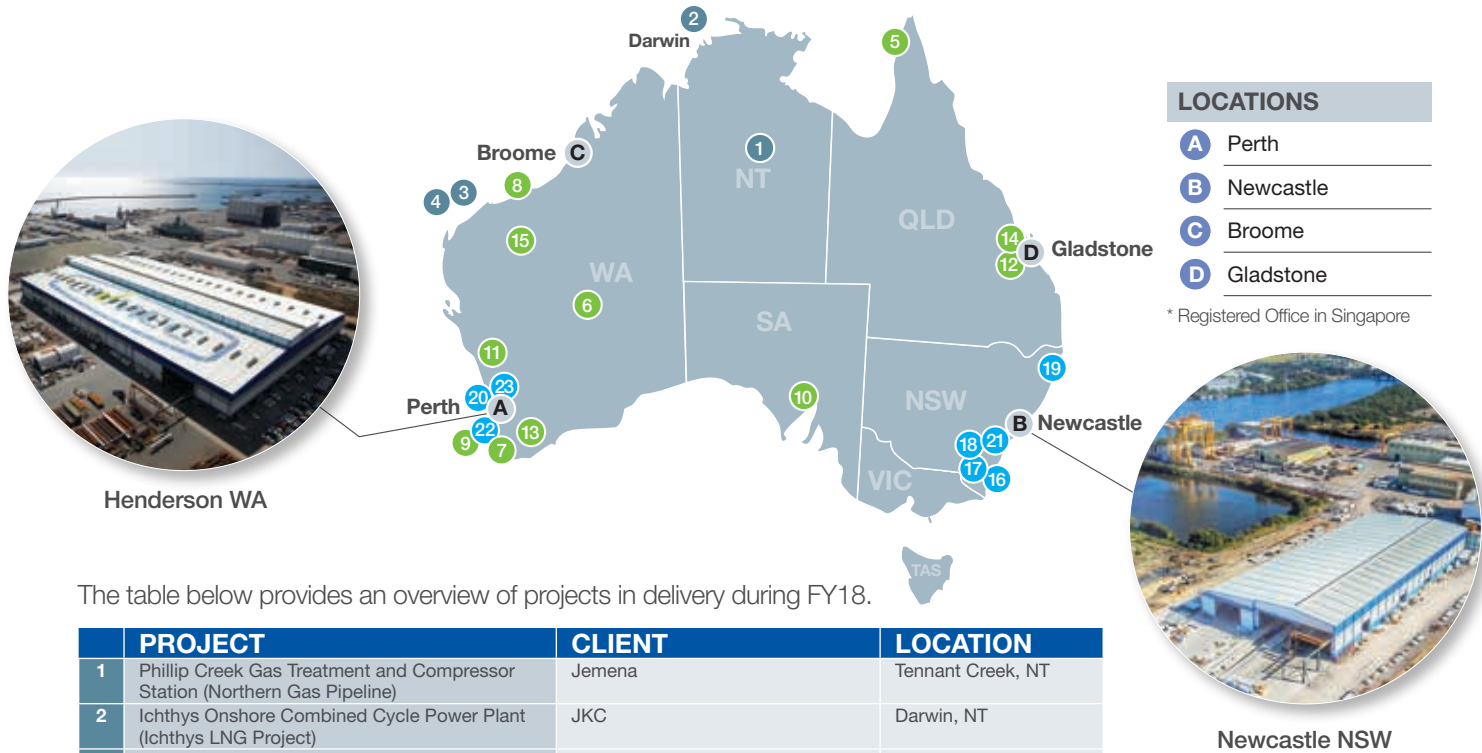 2
Darwin
5
LOCATIONS
A Perth
B Newcastle
C Broome
D Gladstone
* Registered Office in Singapore
Broome C
1
NT
4 3 8
QLD
15
14
D Gladstone
12
WA
6
SA
11
19
23
20
Perth A
10
NSW
B Newcastle
22
13
9 7
18 21
17
16
VIC
TAS
Henderson WA
Newcastle NSW
The table below provides an overview of projects in delivery during FY18.
PROJECT CLIENT LOCATION
1 Phillip Creek Gas Treatment and Compressor Jemena Tennant Creek, NT
Station (Northern Gas Pipeline)
2 Ichthys Onshore Combined Cycle Power Plant JKC Darwin, NT
(Ichthys LNG Project)